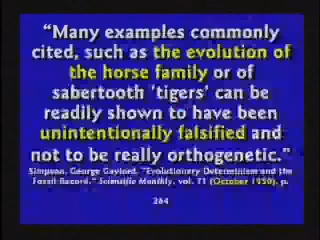 “Many examples commonly
cited, such as the evolution of
the horse family or of
sabertooth ‘tigers’ can be
readily shown to have been
unintentionally falsified and
not to be really orthogenetic.”
Simpson, George Gaylord, “Evolutionary Determinism and the
Fossil Record,” Scientific Monthly, vol. 71 (October 1950), p.
264